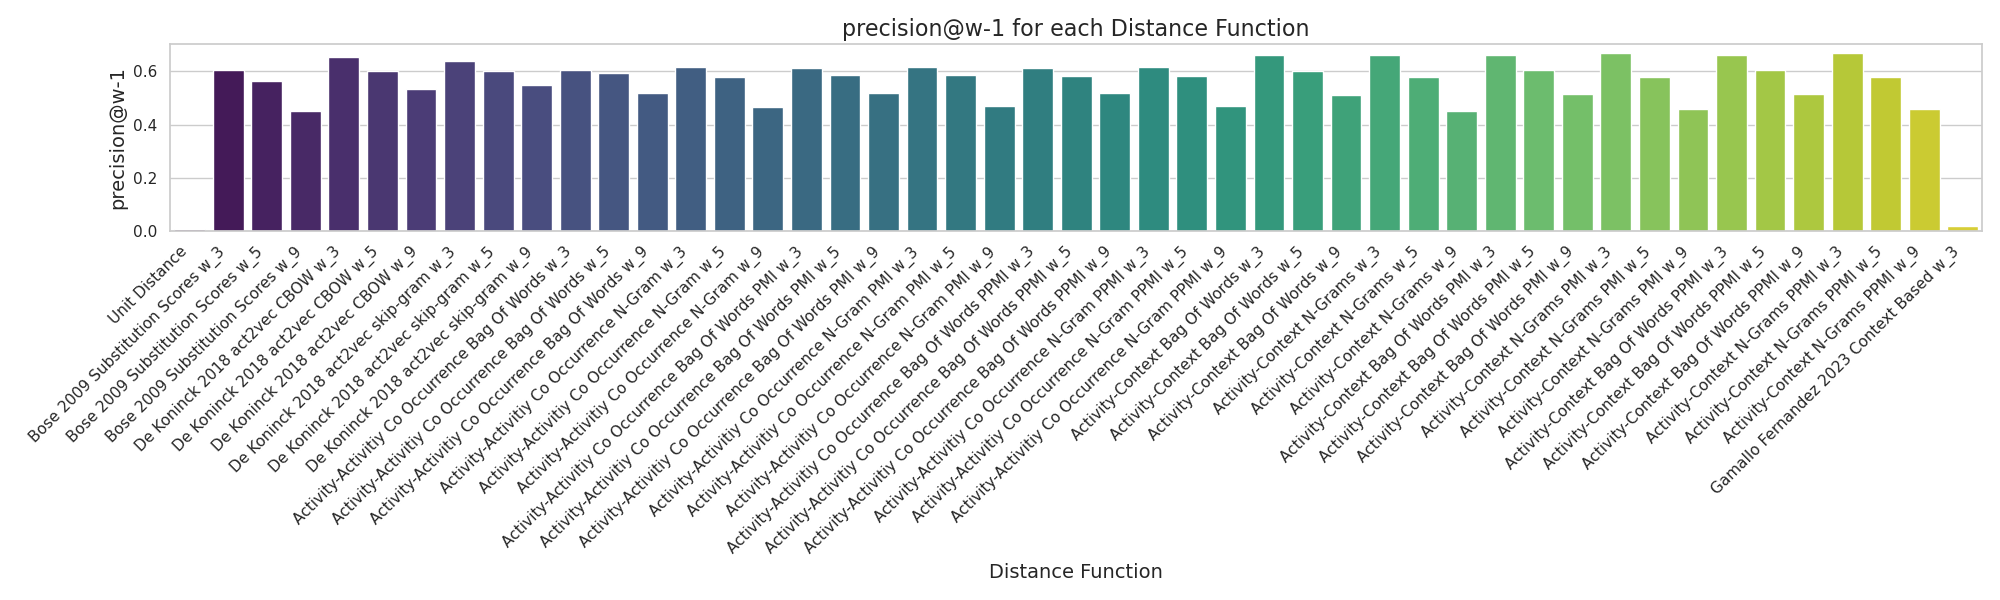 precision@w-1 for each Distance Function
precision@w-1
0.6
0.4
0.2
0.0
Unit Distance
Bose 2009 Substitution Scores w_3
Bose 2009 Substitution Scores w_5
Bose 2009 Substitution Scores w_9
De Koninck 2018 act2vec CBOW w_3
De Koninck 2018 act2vec CBOW w_5
De Koninck 2018 act2vec CBOW w_9
De Koninck 2018 act2vec skip-gram w_3
De Koninck 2018 act2vec skip-gram w_5
De Koninck 2018 act2vec skip-gram w_9
Activity-Activitiy Co Occurrence Bag Of Words w_3
Activity-Activitiy Co Occurrence Bag Of Words w_5
Activity-Activitiy Co Occurrence Bag Of Words w_9
Activity-Activitiy Co Occurrence N-Gram w_3
Activity-Activitiy Co Occurrence N-Gram w_5
Activity-Activitiy Co Occurrence N-Gram w_9
Activity-Activitiy Co Occurrence Bag Of Words PMI w_3
Activity-Activitiy Co Occurrence Bag Of Words PMI w_5
Activity-Activitiy Co Occurrence Bag Of Words PMI w_9
Activity-Activitiy Co Occurrence N-Gram PMI w_3
Activity-Activitiy Co Occurrence N-Gram PMI w_5
Activity-Activitiy Co Occurrence N-Gram PMI w_9
Activity-Activitiy Co Occurrence Bag Of Words PPMI w_3
Activity-Activitiy Co Occurrence Bag Of Words PPMI w_5
Activity-Activitiy Co Occurrence Bag Of Words PPMI w_9
Activity-Activitiy Co Occurrence N-Gram PPMI w_3
Activity-Activitiy Co Occurrence N-Gram PPMI w_5
Activity-Activitiy Co Occurrence N-Gram PPMI w_9
Activity-Context Bag Of Words w_3
Activity-Context Bag Of Words w_5
Activity-Context Bag Of Words w_9
Activity-Context N-Grams w_3
Activity-Context N-Grams w_5
Activity-Context N-Grams w_9
Activity-Context Bag Of Words PMI w_3
Activity-Context Bag Of Words PMI w_5
Activity-Context Bag Of Words PMI w_9
Activity-Context N-Grams PMI w_3
Activity-Context N-Grams PMI w_5
Activity-Context N-Grams PMI w_9
Activity-Context Bag Of Words PPMI w_3
Activity-Context Bag Of Words PPMI w_5
Activity-Context Bag Of Words PPMI w_9
Activity-Context N-Grams PPMI w_3
Activity-Context N-Grams PPMI w_5
Activity-Context N-Grams PPMI w_9
Gamallo Fernandez 2023 Context Based w_3
Distance Function